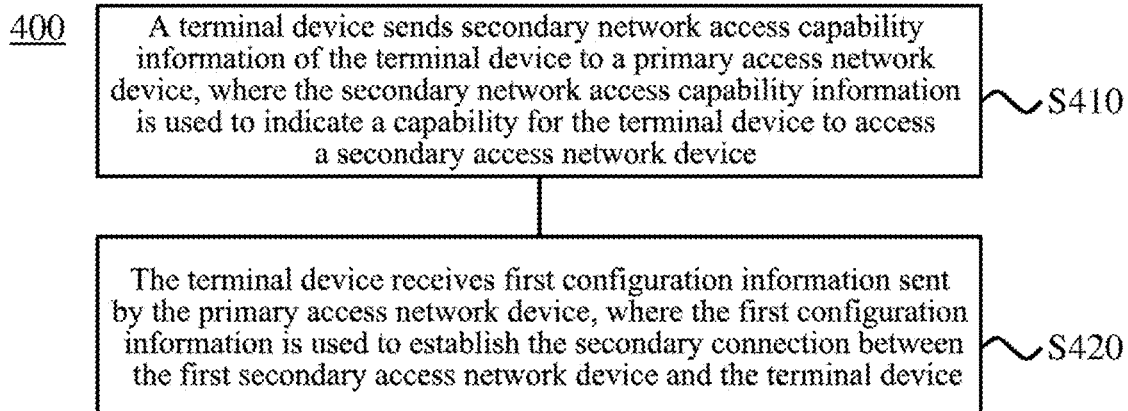 400
A terminal device sends secondary network access capability
information of the terminal device to a primary access network
device, where the secondary network access capability information
is used to indicate a capability for the terminal device to access
a secondary access network device
S410
The terminal device receives first configuration information sent
by the primary access network device, where the first configuration
information is used to establish the secondary connection between
the first secondary access network device and the terminal device
S420